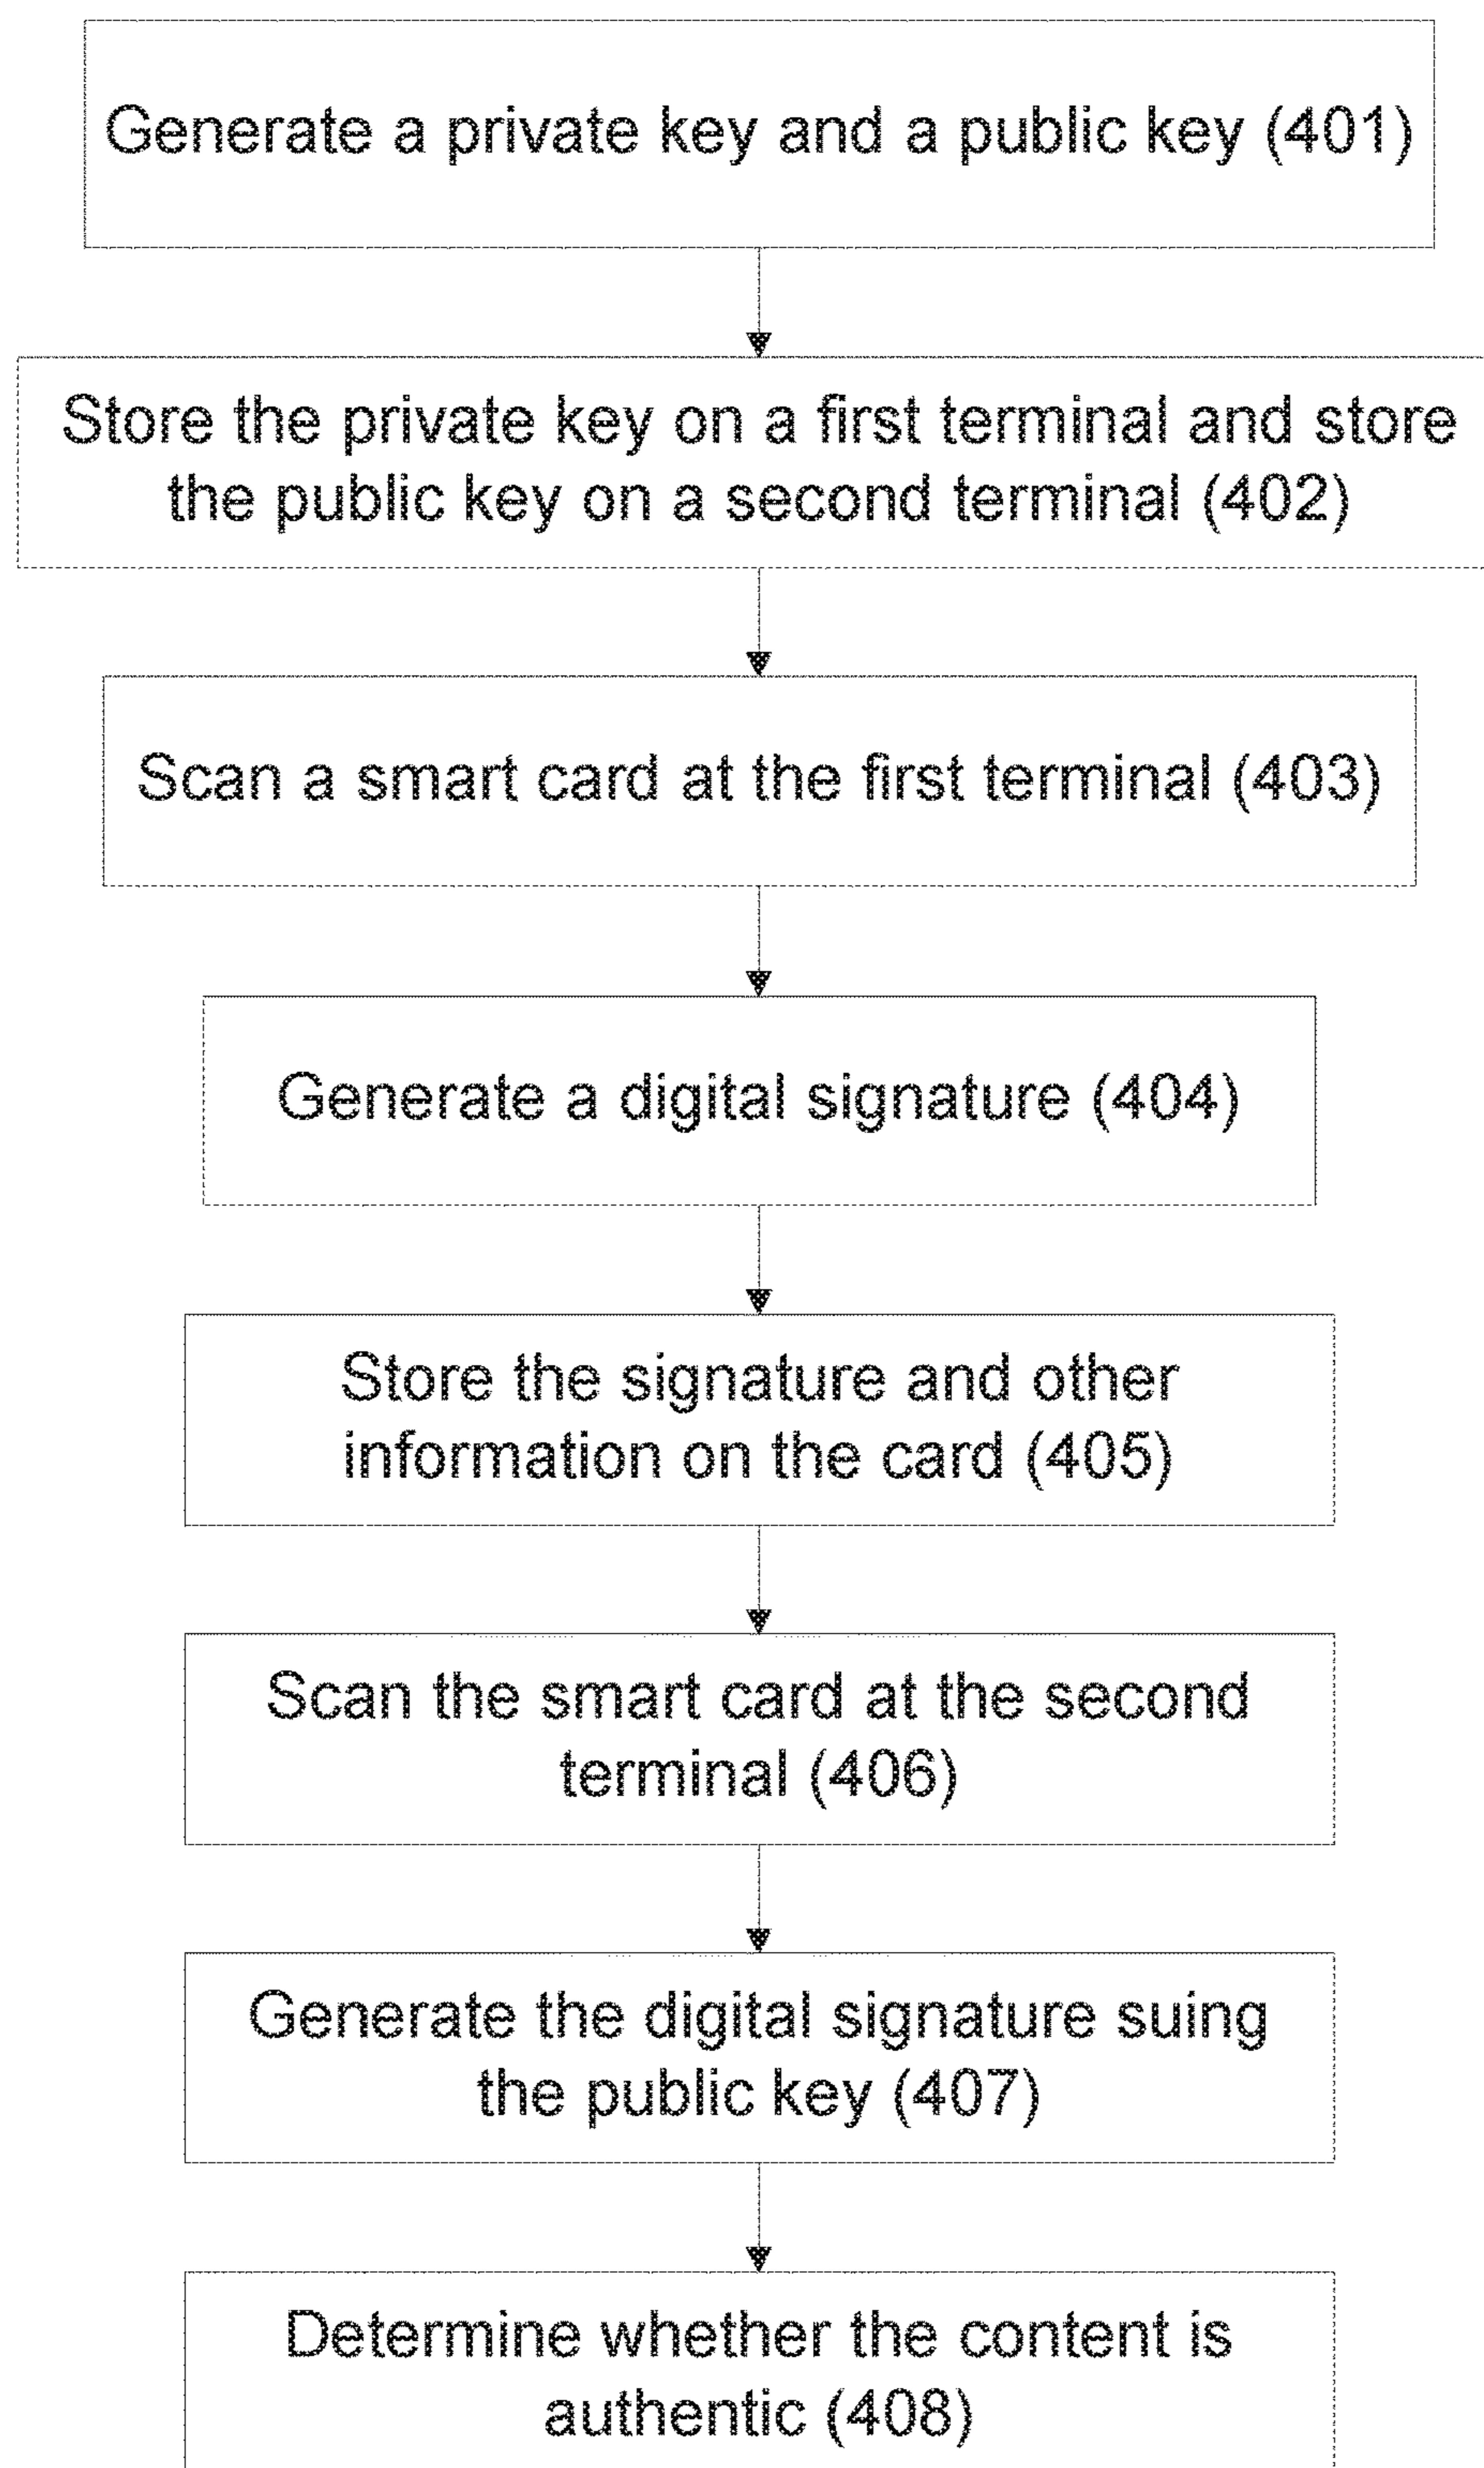 Generate a private key and a public key (401)
Store the private key on a first terminal and store
the public key on a second terminal (402)
Scan a smart card at the first terminal (403)
Generate a digital signature (404)
Store the signature and other
information on the card (405)
Scan the smart card at the second
terminal (406)
Generate the digital signature suing
the public key (407)
Determine whether the content is
authentic (408)